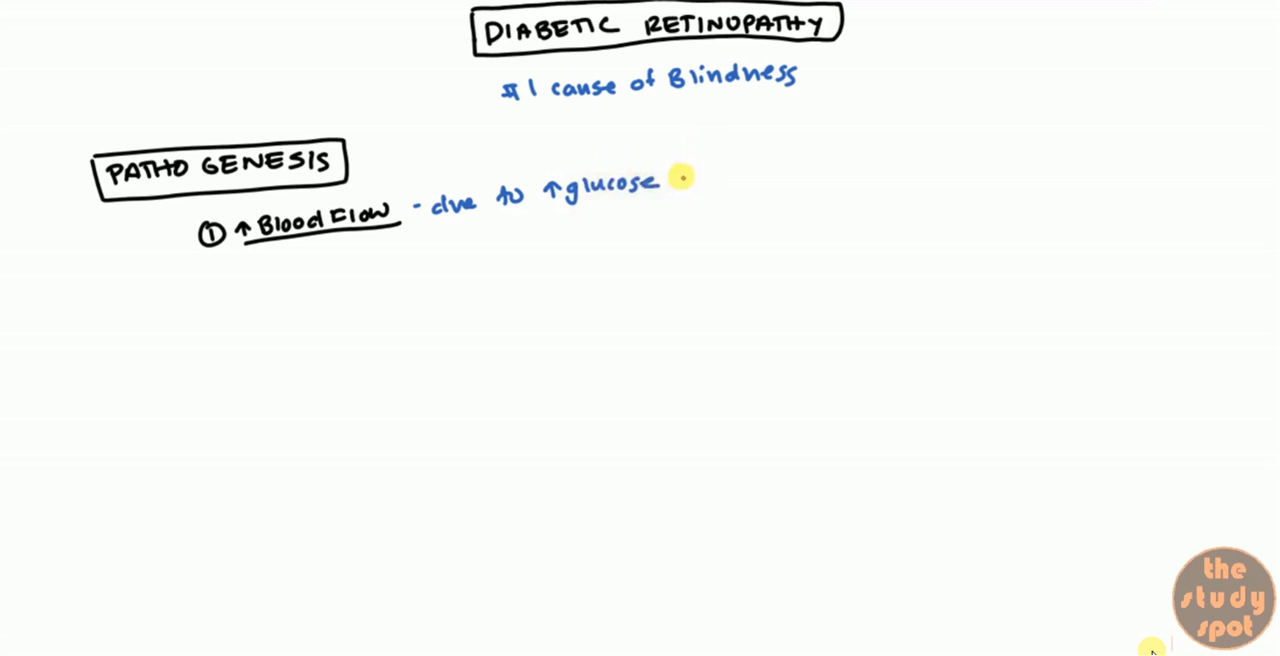 DIABETIC RETINOPATHY
#1 cause of Blindness
PATHOGENESIS
① ↑ Blood Flow - due to ↑ glucose
the
study
spot